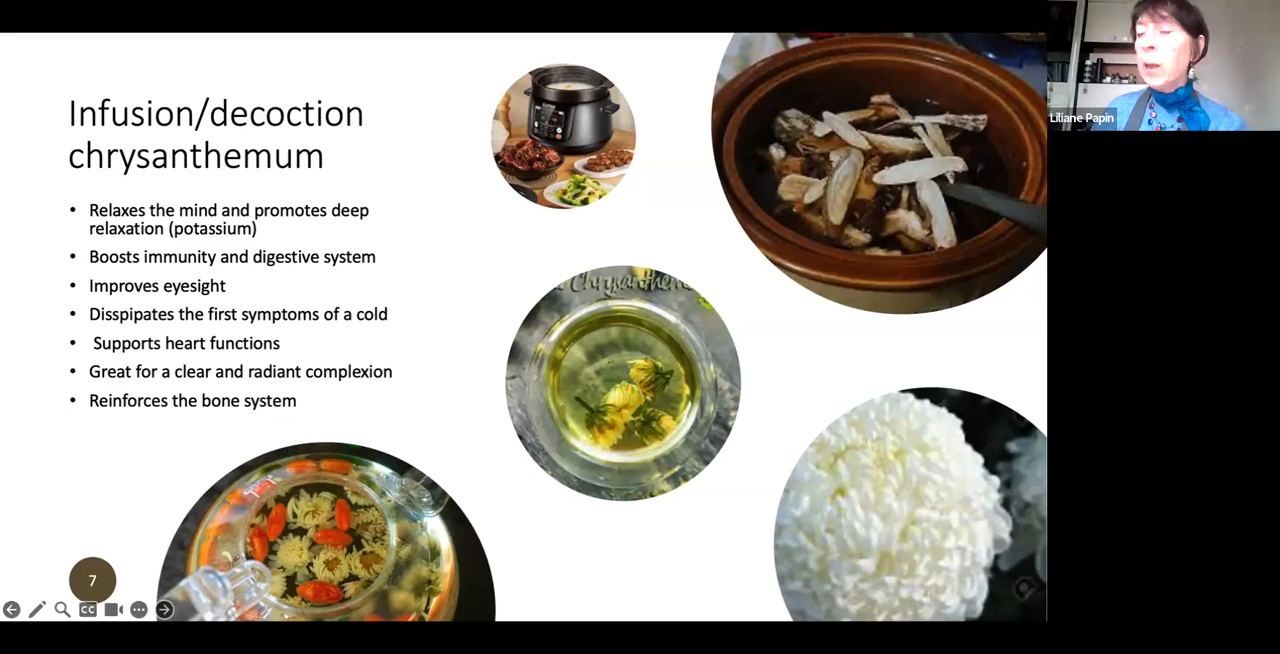 Infusion/decoction
chrysanthemum
• Relaxes the mind and promotes deep
relaxation (potassium)
• Boosts immunity and digestive system
• Improves eyesight
• Disspipates the first symptoms of a cold
• Supports heart functions
• Great for a clear and radiant complexion
• Reinforces the bone system
Chrysanthem
7
CC
Liliane Papin